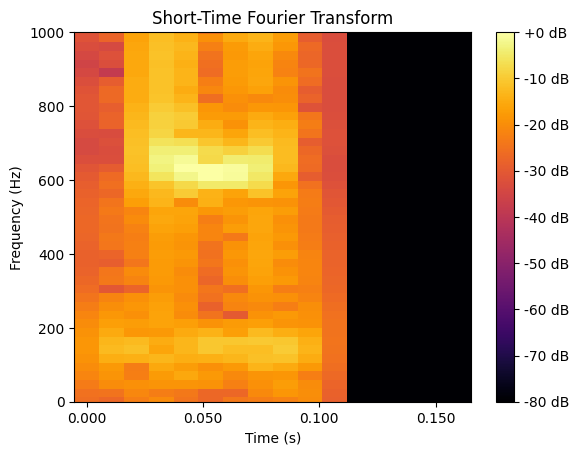 Short-Time Fourier Transform
1000
800
600
400
200
0
Frequency (Hz)
0.000
0.050
0.100
0.150
Time (s)
+0 dB
-10 dB
-20 dB
-30 dB
-40 dB
-50 dB
-60 dB
-70 dB
-80 dB